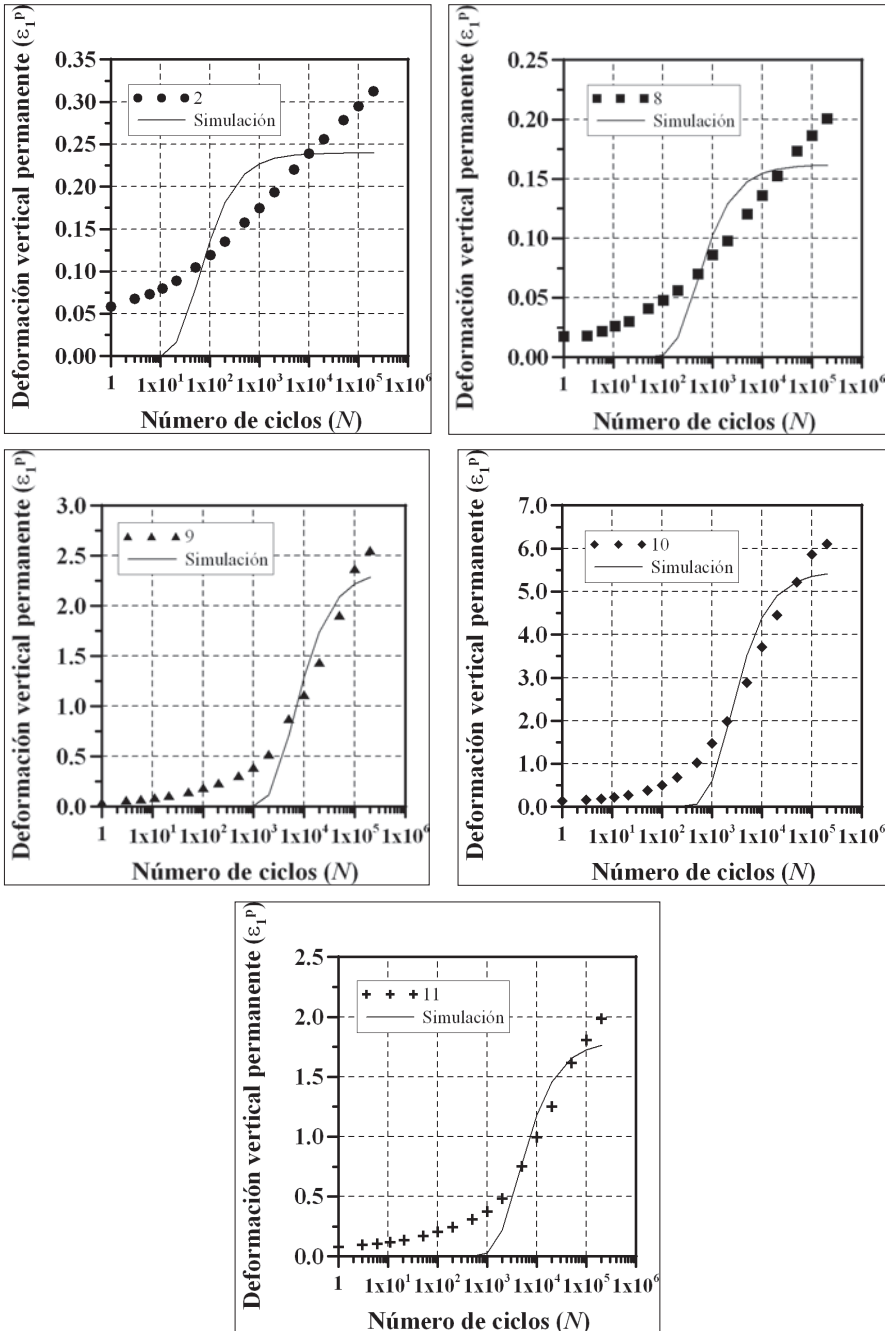 Deformación vertical permanente (ε₁ᵖ)
0.35
0.30
0.25
0.20
0.15
0.10
0.05
0.00
2
Simulación
1 1x10¹ 1x10² 1x10³ 1x10⁴ 1x10⁵ 1x10⁶
Número de ciclos (N)
Deformación vertical permanente (ε₁ᵖ)
0.25
0.20
0.15
0.10
0.05
0.00
8
Simulación
1 1x10¹ 1x10² 1x10³ 1x10⁴ 1x10⁵ 1x10⁶
Número de ciclos (N)
Deformación vertical permanente (ε₁ᵖ)
3.0
2.5
2.0
1.5
1.0
0.5
0.0
9
Simulación
1 1x10¹ 1x10² 1x10³ 1x10⁴ 1x10⁵ 1x10⁶
Número de ciclos (N)
Deformación vertical permanente (ε₁ᵖ)
7.0
6.0
5.0
4.0
3.0
2.0
1.0
0.0
10
Simulación
1 1x10¹ 1x10² 1x10³ 1x10⁴ 1x10⁵ 1x10⁶
Número de ciclos (N)
Deformación vertical permanente (ε₁ᵖ)
2.5
2.0
1.5
1.0
0.5
0.0
11
Simulación
1 1x10¹ 1x10² 1x10³ 1x10⁴ 1x10⁵ 1x10⁶
Número de ciclos (N)